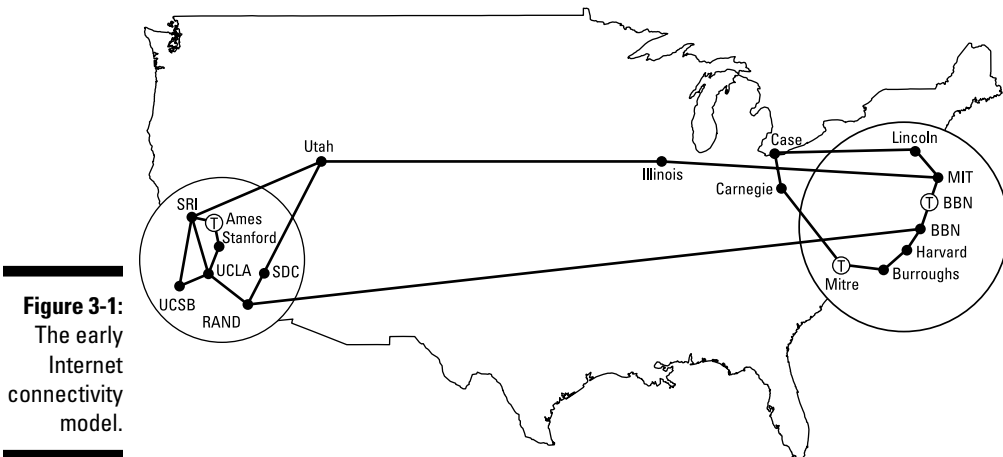 Utah
Illinois
Case
Lincoln
MIT
Carnegie
T BBN
BBN
Harvard
Burroughs
T
Mitre
SRI
T Ames
Stanford
UCLA
SDC
UCSB
RAND
Figure 3-1:
The early
Internet
connectivity
model.